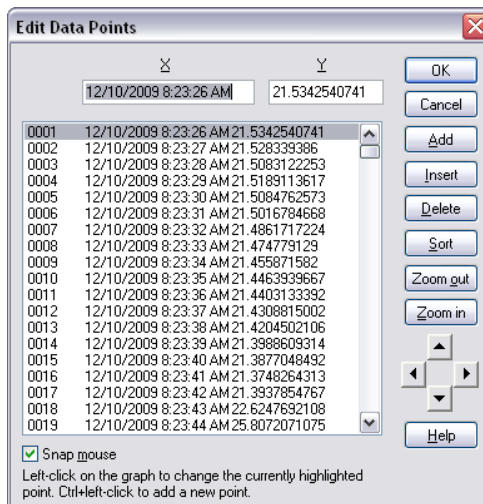 Edit Data Points
X Y
12/10/2009 8:23:26 AM 21.5342540741
0001 12/10/2009 8:23:26 AM 21.5342540741
0002 12/10/2009 8:23:27 AM 21.528339386
0003 12/10/2009 8:23:28 AM 21.5083122253
0004 12/10/2009 8:23:29 AM 21.5189113617
0005 12/10/2009 8:23:30 AM 21.5084762573
0006 12/10/2009 8:23:31 AM 21.5016784668
0007 12/10/2009 8:23:32 AM 21.4861717224
0008 12/10/2009 8:23:33 AM 21.474779129
0009 12/10/2009 8:23:34 AM 21.455871582
0010 12/10/2009 8:23:35 AM 21.4463939667
0011 12/10/2009 8:23:36 AM 21.4403133392
0012 12/10/2009 8:23:37 AM 21.4308815002
0013 12/10/2009 8:23:38 AM 21.4204502106
0014 12/10/2009 8:23:39 AM 21.3988609314
0015 12/10/2009 8:23:40 AM 21.3877048492
0016 12/10/2009 8:23:41 AM 21.3748264313
0017 12/10/2009 8:23:42 AM 21.3937854767
0018 12/10/2009 8:23:43 AM 22.6247692108
0019 12/10/2009 8:23:44 AM 25.8072071075
OK
Cancel
Add
Insert
Delete
Sort
Zoom out
Zoom in
Help
Snap mouse
Left-click on the graph to change the currently highlighted
point. Ctrl+left-click to add a new point.